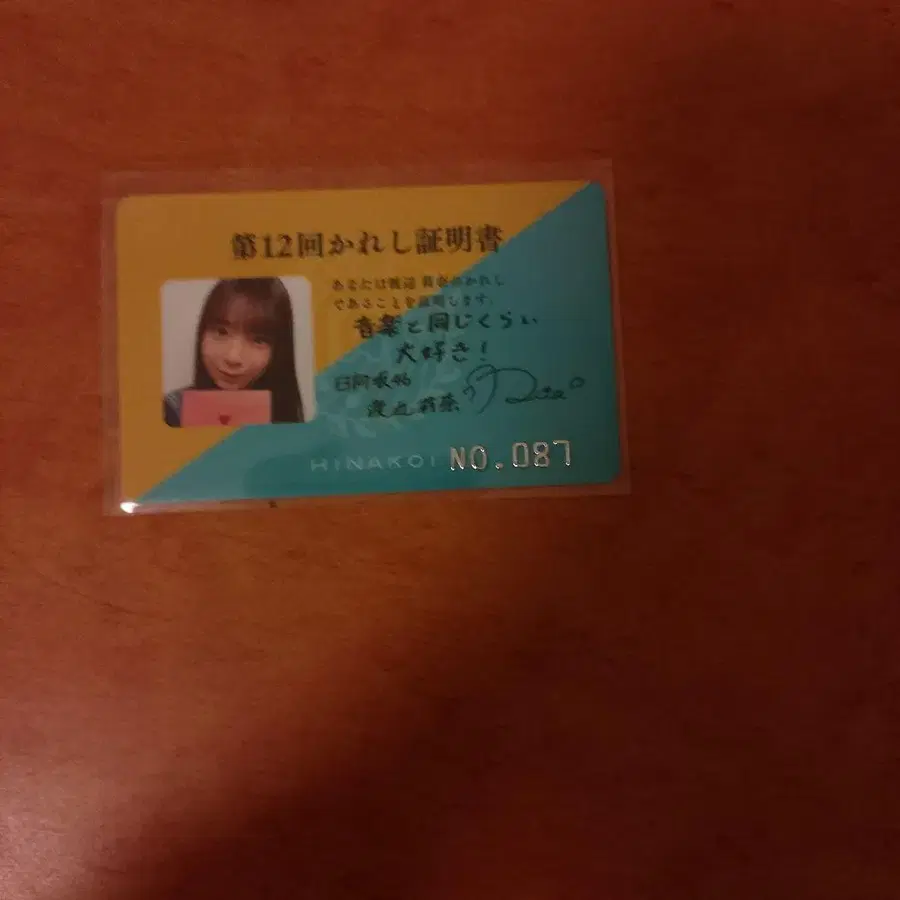 第12回かれし証明書
あなたは渡辺 莉奈のかれし
であることを証明します。
音楽と同じくらい
大好き!
日向坂46
渡辺莉奈
HINAKOI NO.087